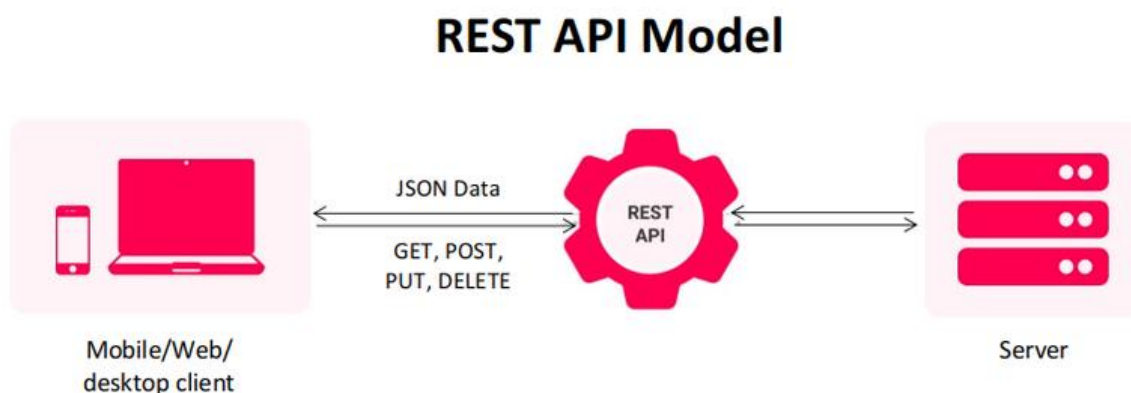 REST API Model
JSON Data
GET, POST,
PUT, DELETE
REST
API
Mobile/Web/
desktop client
Server